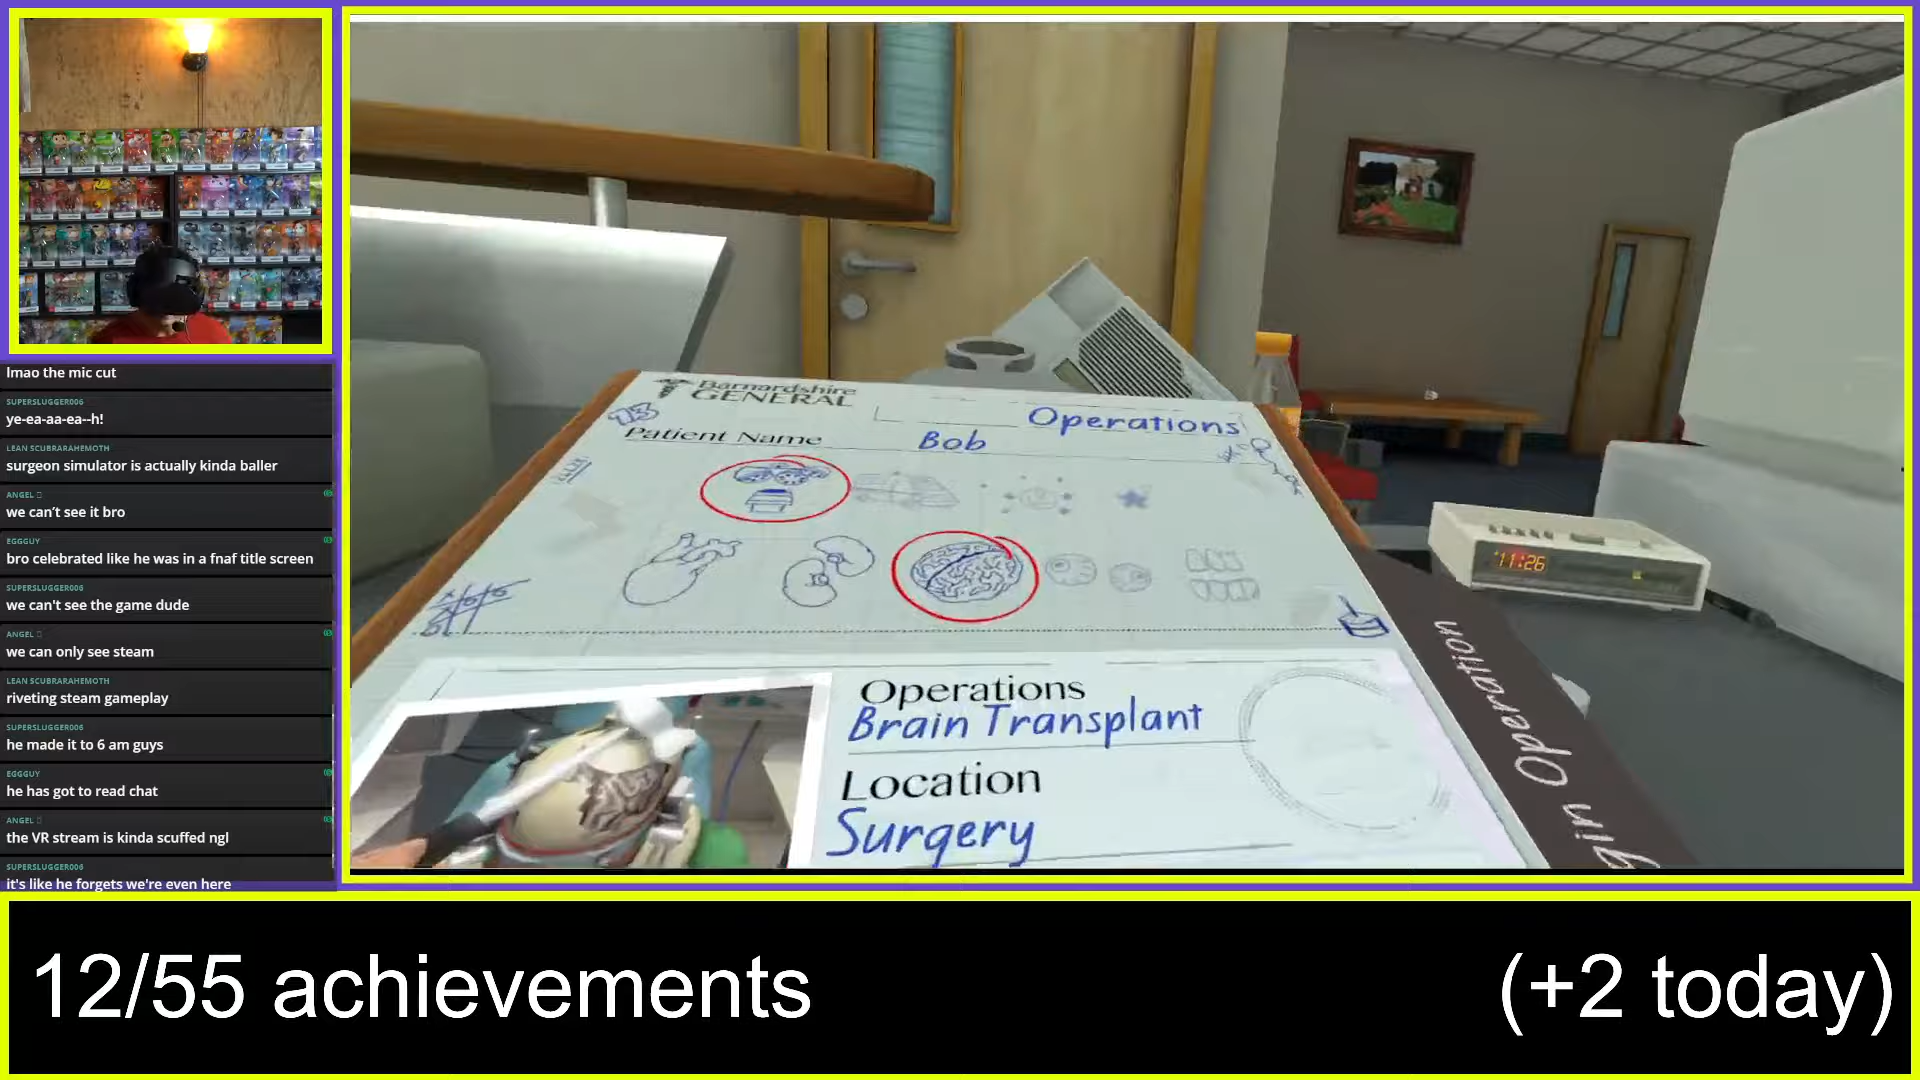 lmao the mic cut
SUPERSLUGGER006
ye-ea-aa-ea--h!
LEAN SCUBRARAHEMOTH
surgeon simulator is actually kinda baller
ANGEL
we can't see it bro
EGGGUY
bro celebrated like he was in a fnaf title screen
SUPERSLUGGER006
we can't see the game dude
ANGEL
we can only see steam
LEAN SCUBRARAHEMOTH
riveting steam gameplay
SUPERSLUGGER006
he made it to 6 am guys
EGGGUY
he has got to read chat
ANGEL
the VR stream is kinda scuffed ngl
SUPERSLUGGER006
it's like he forgets we're even here
Barnardshire
GENERAL
Operations
Patient Name Bob
11:26
Operations
Brain Transplant
Location
Surgery
gin Operation
12/55 achievements (+2 today)